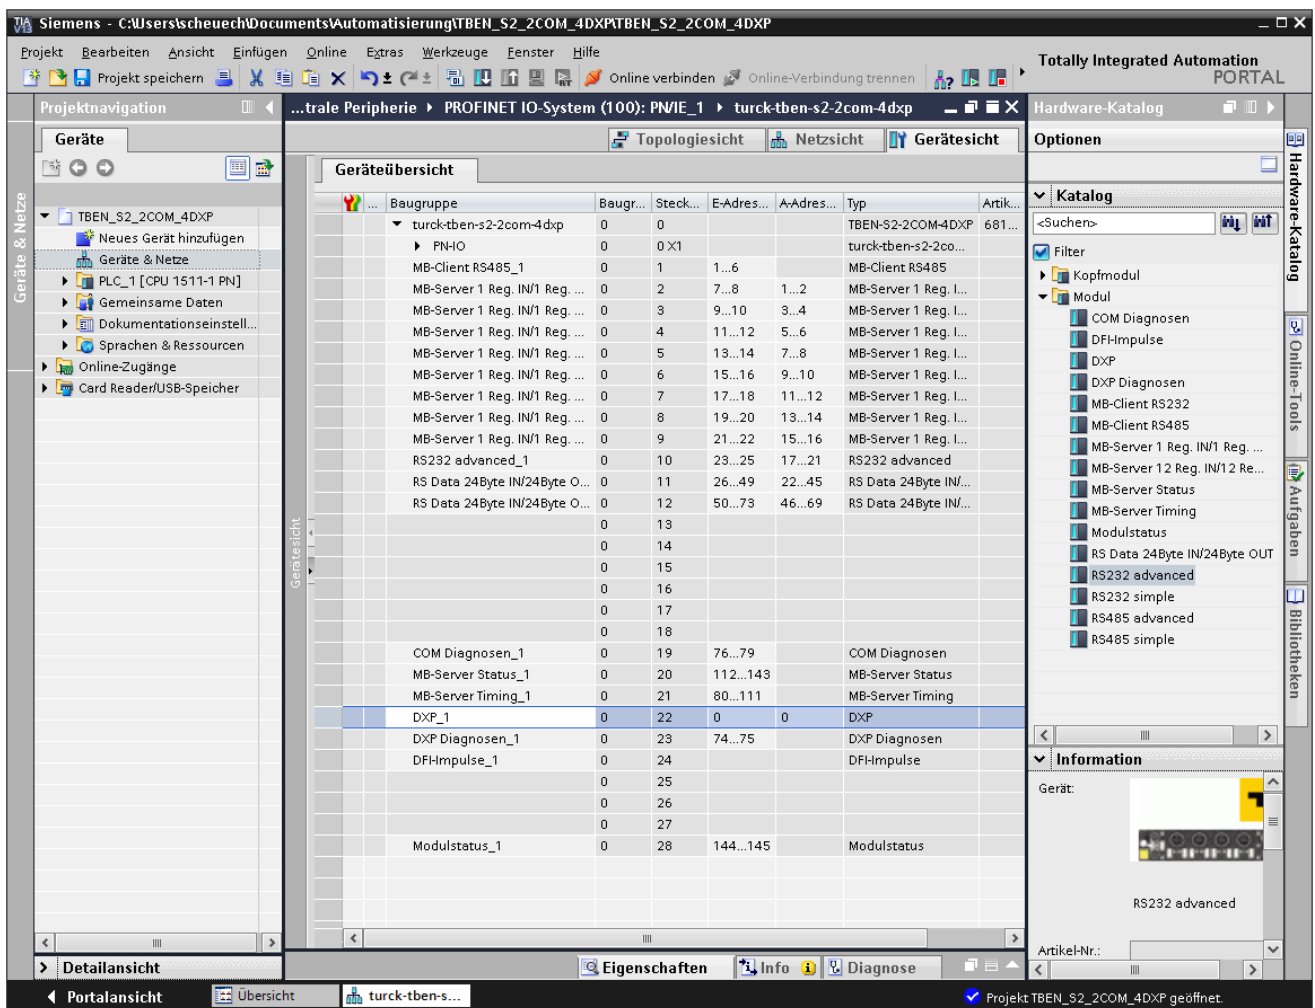 Siemens - C:\Users\scheuech\Documents\Automatisierung\TBEN_S2_2COM_4DXP\TBEN_S2_2COM_4DXP
Projekt Bearbeiten Ansicht Einfügen Online Extras Werkzeuge Fenster Hilfe
Totally Integrated Automation
PORTAL
Projekt speichern Online verbinden Online-Verbindung trennen
Projektnavigation
...trale Peripherie ▸ PROFINET IO-System (100): PN/IE_1 ▸ turck-tben-s2-2com-4dxp
Hardware-Katalog
Geräte
Topologiesicht Netzsicht Gerätesicht
Optionen
Geräteübersicht
Geräte & Netze
TBEN_S2_2COM_4DXP
Neues Gerät hinzufügen
Geräte & Netze
PLC_1 [CPU 1511-1 PN]
Gemeinsame Daten
Dokumentationseinstell...
Sprachen & Ressourcen
Online-Zugänge
Card Reader/USB-Speicher
Detailansicht
Gerätesicht
... Baugruppe Baugr... Steck... E-Adres... A-Adres... Typ Artik...
turck-tben-s2-2com-4dxp 0 0 TBEN-S2-2COM-4DXP 681...
PN-IO 0 0 X1 turck-tben-s2-2co...
MB-Client RS485_1 0 1 1...6 MB-Client RS485
MB-Server 1 Reg. IN/1 Reg. ... 0 2 7...8 1...2 MB-Server 1 Reg. I...
MB-Server 1 Reg. IN/1 Reg. ... 0 3 9...10 3...4 MB-Server 1 Reg. I...
MB-Server 1 Reg. IN/1 Reg. ... 0 4 11...12 5...6 MB-Server 1 Reg. I...
MB-Server 1 Reg. IN/1 Reg. ... 0 5 13...14 7...8 MB-Server 1 Reg. I...
MB-Server 1 Reg. IN/1 Reg. ... 0 6 15...16 9...10 MB-Server 1 Reg. I...
MB-Server 1 Reg. IN/1 Reg. ... 0 7 17...18 11...12 MB-Server 1 Reg. I...
MB-Server 1 Reg. IN/1 Reg. ... 0 8 19...20 13...14 MB-Server 1 Reg. I...
MB-Server 1 Reg. IN/1 Reg. ... 0 9 21...22 15...16 MB-Server 1 Reg. I...
RS232 advanced_1 0 10 23...25 17...21 RS232 advanced
RS Data 24Byte IN/24Byte O... 0 11 26...49 22...45 RS Data 24Byte IN/...
RS Data 24Byte IN/24Byte O... 0 12 50...73 46...69 RS Data 24Byte IN/...
0 13
0 14
0 15
0 16
0 17
0 18
COM Diagnosen_1 0 19 76...79 COM Diagnosen
MB-Server Status_1 0 20 112...143 MB-Server Status
MB-Server Timing_1 0 21 80...111 MB-Server Timing
DXP_1 0 22 0 0 DXP
DXP Diagnosen_1 0 23 74...75 DXP Diagnosen
DFI-Impulse_1 0 24 DFI-Impulse
0 25
0 26
0 27
Modulstatus_1 0 28 144...145 Modulstatus
Eigenschaften Info Diagnose
Katalog
<Suchen>
Filter
Kopfmodul
Modul
COM Diagnosen
DFI-Impulse
DXP
DXP Diagnosen
MB-Client RS232
MB-Client RS485
MB-Server 1 Reg. IN/1 Reg. ...
MB-Server 12 Reg. IN/12 Re...
MB-Server Status
MB-Server Timing
Modulstatus
RS Data 24Byte IN/24Byte OUT
RS232 advanced
RS232 simple
RS485 advanced
RS485 simple
Information
Gerät:
RS232 advanced
Artikel-Nr.:
Hardware-Katalog
Online-Tools
Aufgaben
Bibliotheken
Portalansicht Übersicht turck-tben-s...
Projekt TBEN_S2_2COM_4DXP geöffnet.